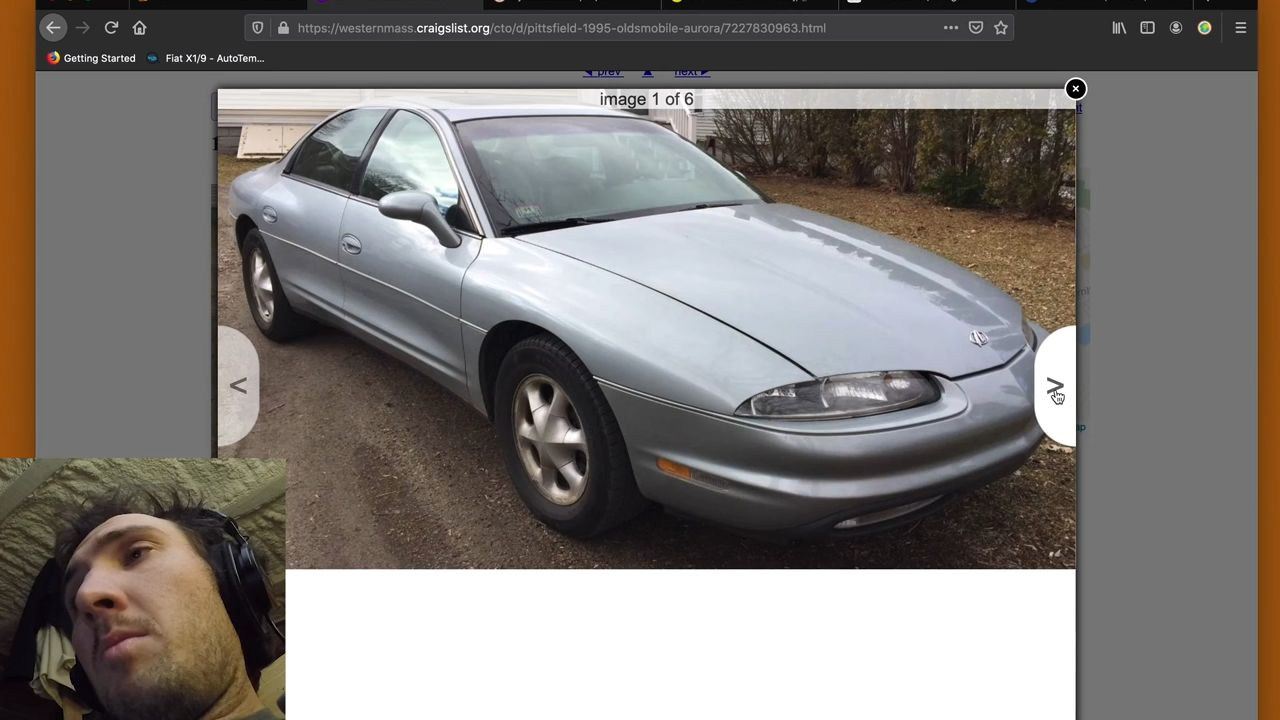 https://westernmass.craigslist.org/cto/d/pittsfield-1995-oldsmobile-aurora/7227830963.html
Getting Started
Fiat X1/9 - AutoTem...
prev
next
image 1 of 6